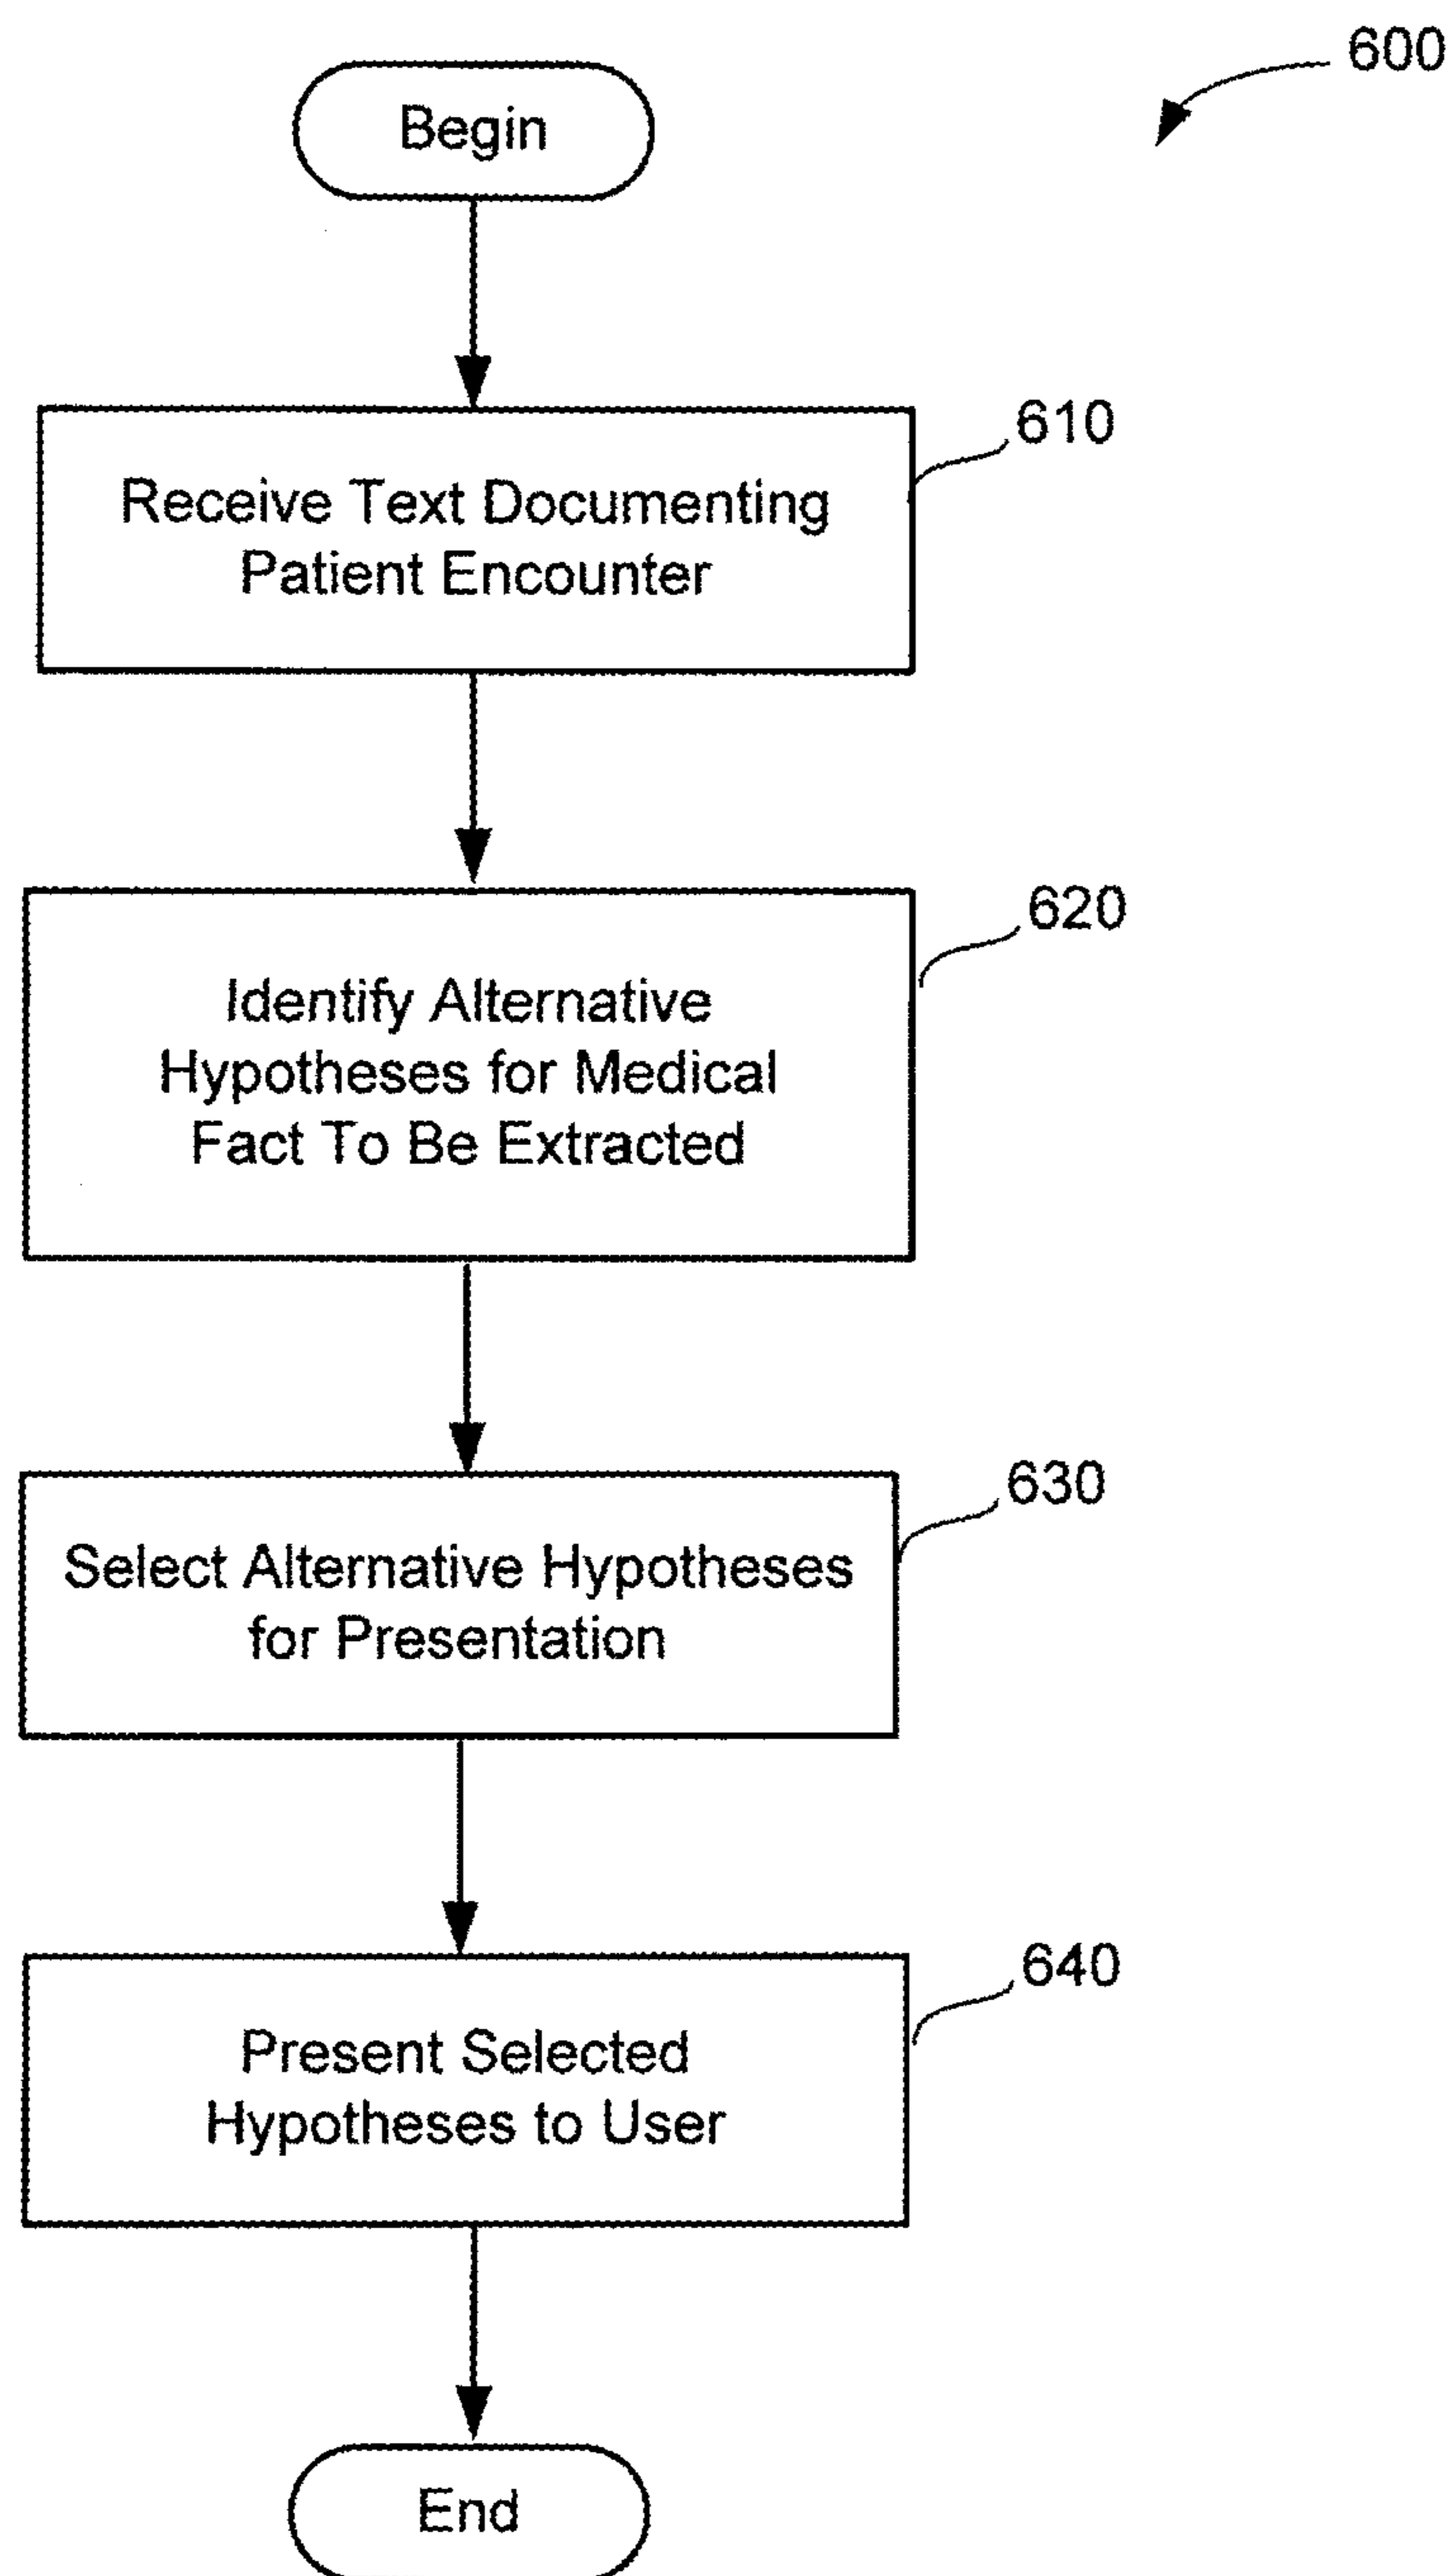 600
Begin
610
Receive Text Documenting
Patient Encounter
620
Identify Alternative
Hypotheses for Medical
Fact To Be Extracted
630
Select Alternative Hypotheses
for Presentation
640
Present Selected
Hypotheses to User
End